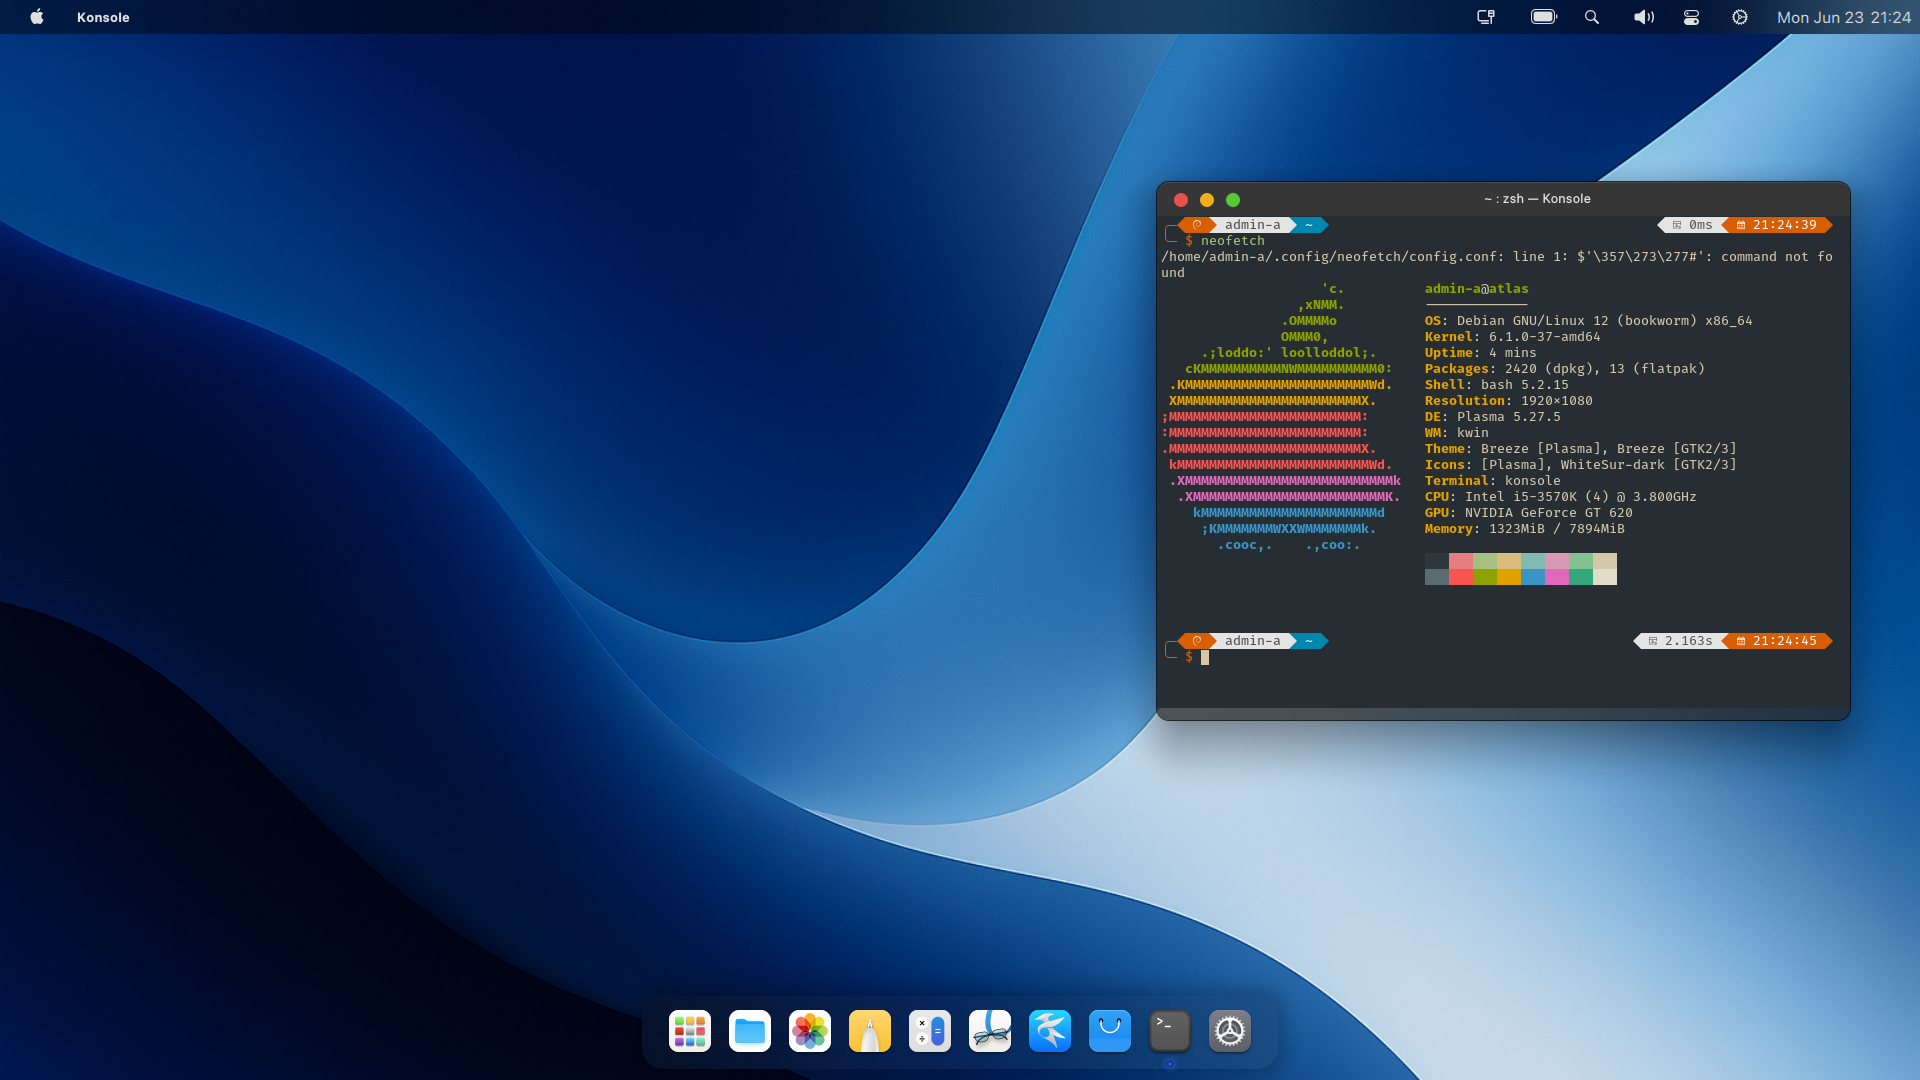 Konsole
Mon Jun 23 21:24
~ : zsh — Konsole
admin-a ~ 0ms 21:24:39
$ neofetch
/home/admin-a/.config/neofetch/config.conf: line 1: $'\357\273\277#': command not fo
und
'c. admin-a@atlas
,xNMM. -------------
.OMMMMo OS: Debian GNU/Linux 12 (bookworm) x86_64
OMMM0, Kernel: 6.1.0-37-amd64
.;loddo:' loolloddol;. Uptime: 4 mins
cKMMMMMMMMMMNWMMMMMMMMMM0: Packages: 2420 (dpkg), 13 (flatpak)
.KMMMMMMMMMMMMMMMMMMMMMMMWd. Shell: bash 5.2.15
XMMMMMMMMMMMMMMMMMMMMMMMX. Resolution: 1920x1080
;MMMMMMMMMMMMMMMMMMMMMMMM: DE: Plasma 5.27.5
:MMMMMMMMMMMMMMMMMMMMMMMM: WM: kwin
.MMMMMMMMMMMMMMMMMMMMMMMMX. Theme: Breeze [Plasma], Breeze [GTK2/3]
kMMMMMMMMMMMMMMMMMMMMMMMMWd. Icons: [Plasma], WhiteSur-dark [GTK2/3]
.XMMMMMMMMMMMMMMMMMMMMMMMMMMk Terminal: konsole
.XMMMMMMMMMMMMMMMMMMMMMMMMK. CPU: Intel i5-3570K (4) @ 3.800GHz
kMMMMMMMMMMMMMMMMMMMMMMd GPU: NVIDIA GeForce GT 620
;KMMMMMMMWXXWMMMMMMMk. Memory: 1323MiB / 7894MiB
.cooc,. .,coo:.
admin-a ~ 2.163s 21:24:45
$